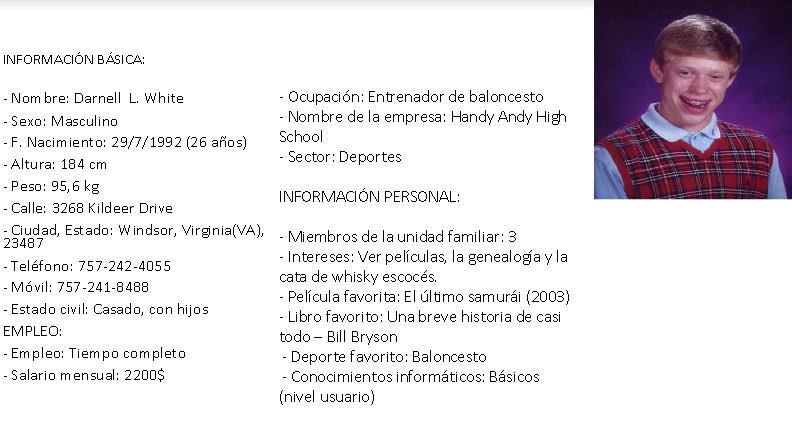 INFORMACIÓN BÁSICA:
- Nombre: Darnell L. White
- Sexo: Masculino
- F. Nacimiento: 29/7/1992 (26 años)
- Altura: 184 cm
- Peso: 95,6 kg
- Calle: 3268 Kildeer Drive
- Ciudad, Estado: Windsor, Virginia(VA),
23487
- Teléfono: 757-242-4055
- Móvil: 757-241-8488
- Estado civil: Casado, con hijos
EMPLEO:
- Empleo: Tiempo completo
- Salario mensual: 2200$
- Ocupación: Entrenador de baloncesto
- Nombre de la empresa: Handy Andy High
School
- Sector: Deportes
INFORMACIÓN PERSONAL:
- Miembros de la unidad familiar: 3
- Intereses: Ver películas, la genealogía y la
cata de whisky escocés.
- Película favorita: El último samurái (2003)
- Libro favorito: Una breve historia de casi
todo – Bill Bryson
- Deporte favorito: Baloncesto
- Conocimientos informáticos: Básicos
(nivel usuario)